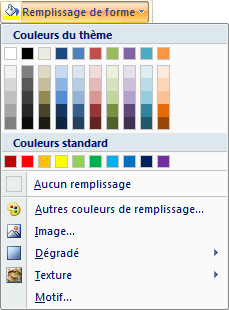 Remplissage de forme
Couleurs du thème
Couleurs standard
Aucun remplissage
Autres couleurs de remplissage...
Image...
Dégradé
Texture
Motif...